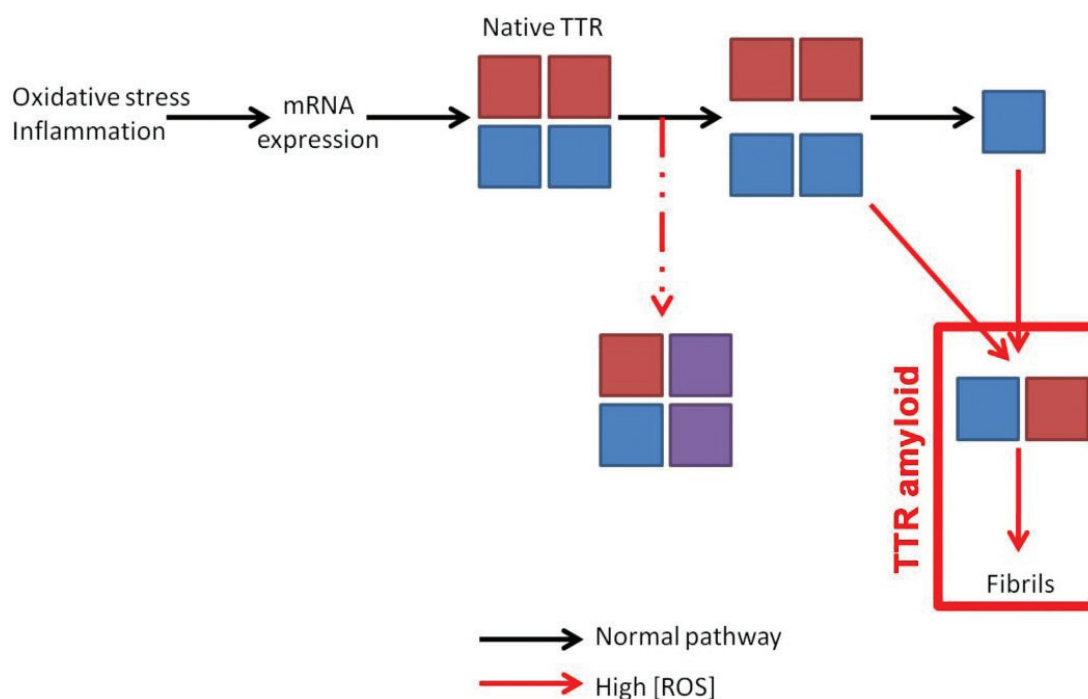 Native TTR
Oxidative stress
Inflammation
mRNA
expression
TTR amyloid
Fibrils
Normal pathway
High [ROS]